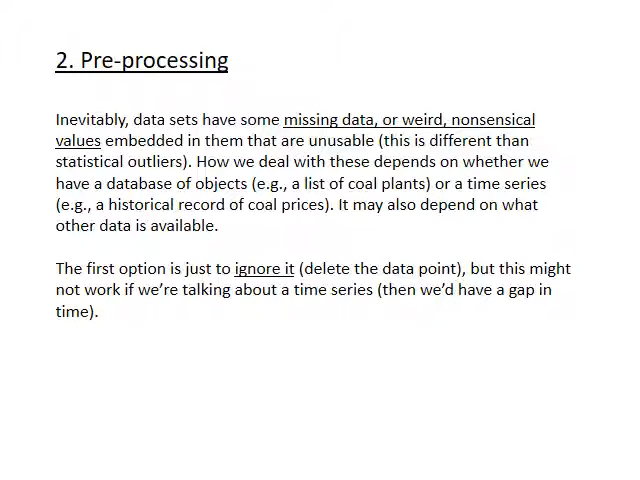 2. Pre-processing
Inevitably, data sets have some missing data, or weird, nonsensical
values embedded in them that are unusable (this is different than
statistical outliers). How we deal with these depends on whether we
have a database of objects (e.g., a list of coal plants) or a time series
(e.g., a historical record of coal prices). It may also depend on what
other data is available.
The first option is just to ignore it (delete the data point), but this might
not work if we’re talking about a time series (then we’d have a gap in
time).